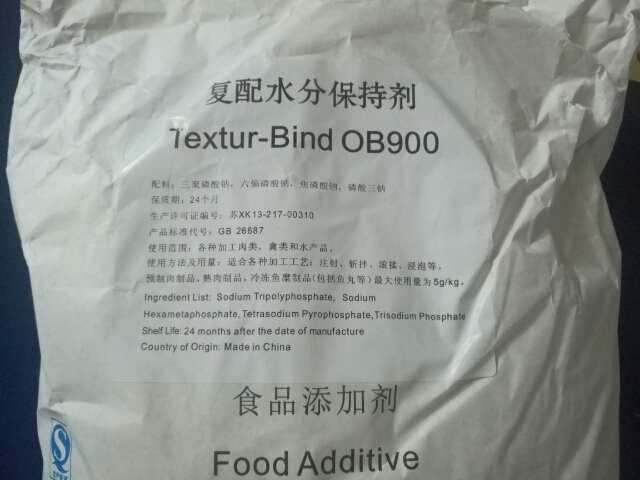 复配水分保持剂
Textur-Bind OB900
配料：三聚磷酸钠，六偏磷酸钠，焦磷酸钠，磷酸三钠
保质期：24个月
生产许可证编号：苏XK13-217-00310
产品标准代号：GB 26687
使用范围：各种加工肉类，禽类和水产品。
使用方法及用量：适合各种加工工艺：注射、斩拌、滚揉、浸泡等，
预制肉制品，熟肉制品，冷冻鱼糜制品(包括鱼丸等)最大使用量为5g/kg。
Ingredient List: Sodium Tripolyphosphate, Sodium
Hexametaphosphate,Tetrasodium Pyrophosphate,Trisodium Phosphate
Shelf Life: 24 months after the date of manufacture
Country of Origin: Made in China
食品添加剂
Food Additive